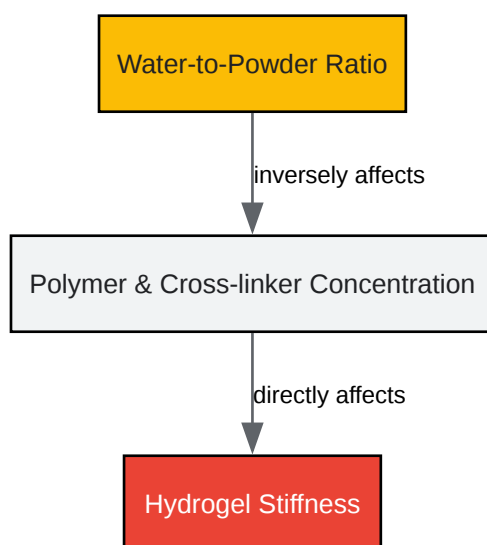 Water-to-Powder Ratio
inversely affects
Polymer & Cross-linker Concentration
directly affects
Hydrogel Stiffness